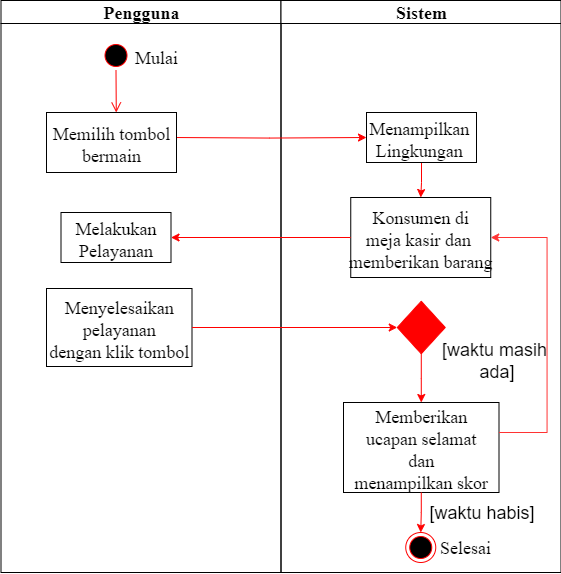 Pengguna
Sistem
Mulai
Memilih tombol
bermain
Menampilkan
Lingkungan
Konsumen di
meja kasir dan
memberikan barang
Melakukan
Pelayanan
Menyelesaikan
pelayanan
dengan klik tombol
[waktu masih
ada]
Memberikan
ucapan selamat
dan
menampilkan skor
[waktu habis]
Selesai